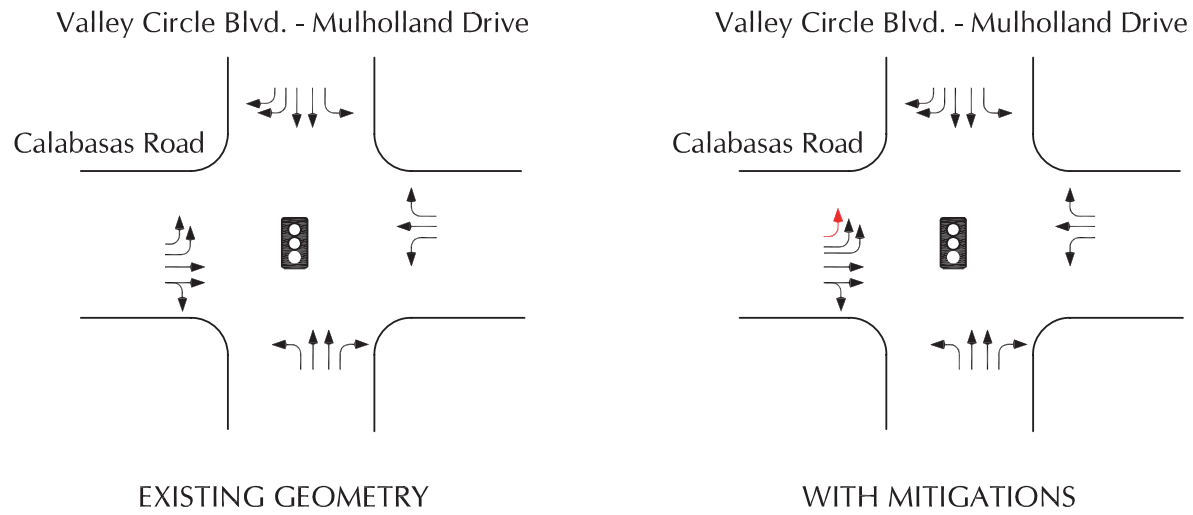 Valley Circle Blvd. - Mulholland Drive
Calabasas Road
EXISTING GEOMETRY
Valley Circle Blvd. - Mulholland Drive
Calabasas Road
WITH MITIGATIONS